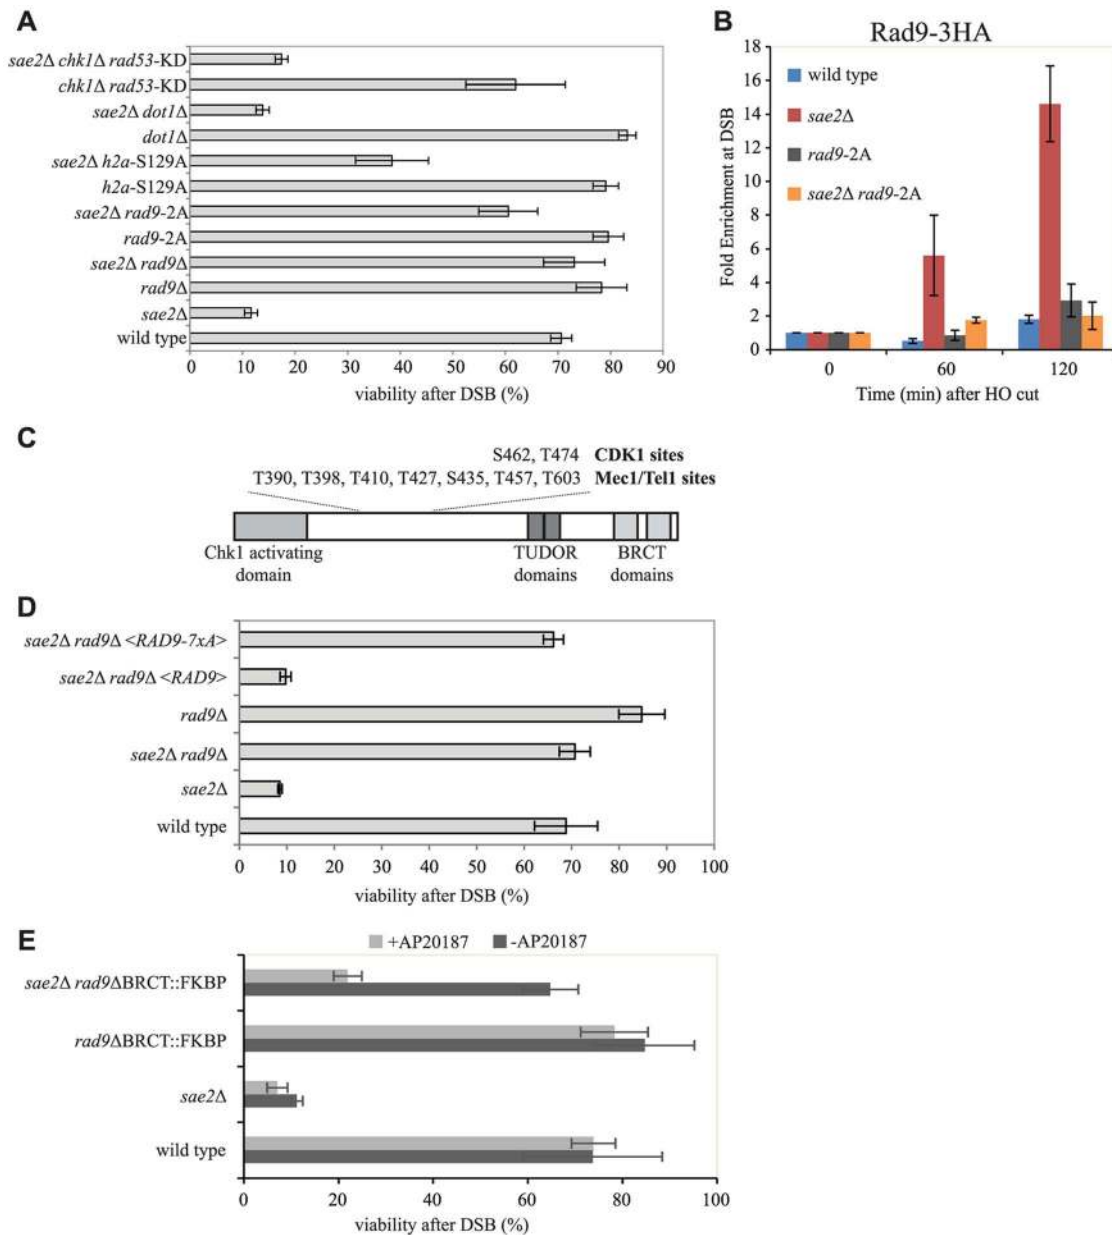 A
sae2Δ chk1Δ rad53-KD
chk1Δ rad53-KD
sae2Δ dot1Δ
dot1Δ
sae2Δ h2a-S129A
h2a-S129A
sae2Δ rad9-2A
rad9-2A
sae2Δ rad9Δ
rad9Δ
sae2Δ
wild type
0 10 20 30 40 50 60 70 80 90
viability after DSB (%)
B
Rad9-3HA
Fold Enrichment at DSB
18
16
14
12
10
8
6
4
2
0
wild type
sae2Δ
rad9-2A
sae2Δ rad9-2A
0 60 120
Time (min) after HO cut
C
S462, T474 CDK1 sites
T390, T398, T410, T427, S435, T457, T603 Mec1/Tel1 sites
Chk1 activating
domain
TUDOR
domains
BRCT
domains
D
sae2Δ rad9Δ <RAD9-7xA>
sae2Δ rad9Δ <RAD9>
rad9Δ
sae2Δ rad9Δ
sae2Δ
wild type
0 10 20 30 40 50 60 70 80 90 100
viability after DSB (%)
E
+AP20187 -AP20187
sae2Δ rad9ΔBRCT::FKBP
rad9ΔBRCT::FKBP
sae2Δ
wild type
0 20 40 60 80 100
viability after DSB (%)